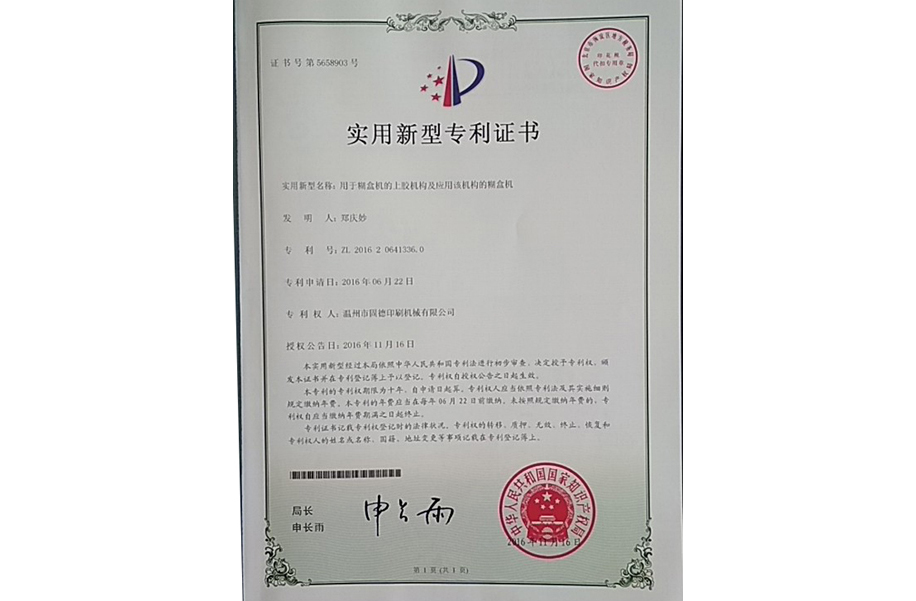 证书号第5658903号
实用新型专利证书
实用新型名称：用于糊盒机的上胶机构及应用该机构的糊盒机
发 明 人：郑庆妙
专 利 号：ZL 2016 2 0641336.0
专利申请日：2016年06月22日
专 利 权 人：温州市固德印刷机械有限公司
授权公告日：2016年11月16日
本实用新型经过本局依照中华人民共和国专利法进行初步审查，决定授予专利权，颁
发本证书并在专利登记簿上予以登记。专利权自授权公告之日起生效。
本专利的专利权期限为十年，自申请日起算。专利权人应当依照专利法及其实施细则
规定缴纳年费。本专利的年费应当在每年06月22日前缴纳。未按照规定缴纳年费的，专
利权自应当缴纳年费期满之日起终止。
专利证书记载专利权登记时的法律状况。专利权的转移、质押、无效、终止、恢复和
专利权人的姓名或名称、国籍、地址变更等事项记载在专利登记簿上。
局长
申长雨
申长雨
中华人民共和国国家知识产权局
2016年11月16日
第1页（共1页）